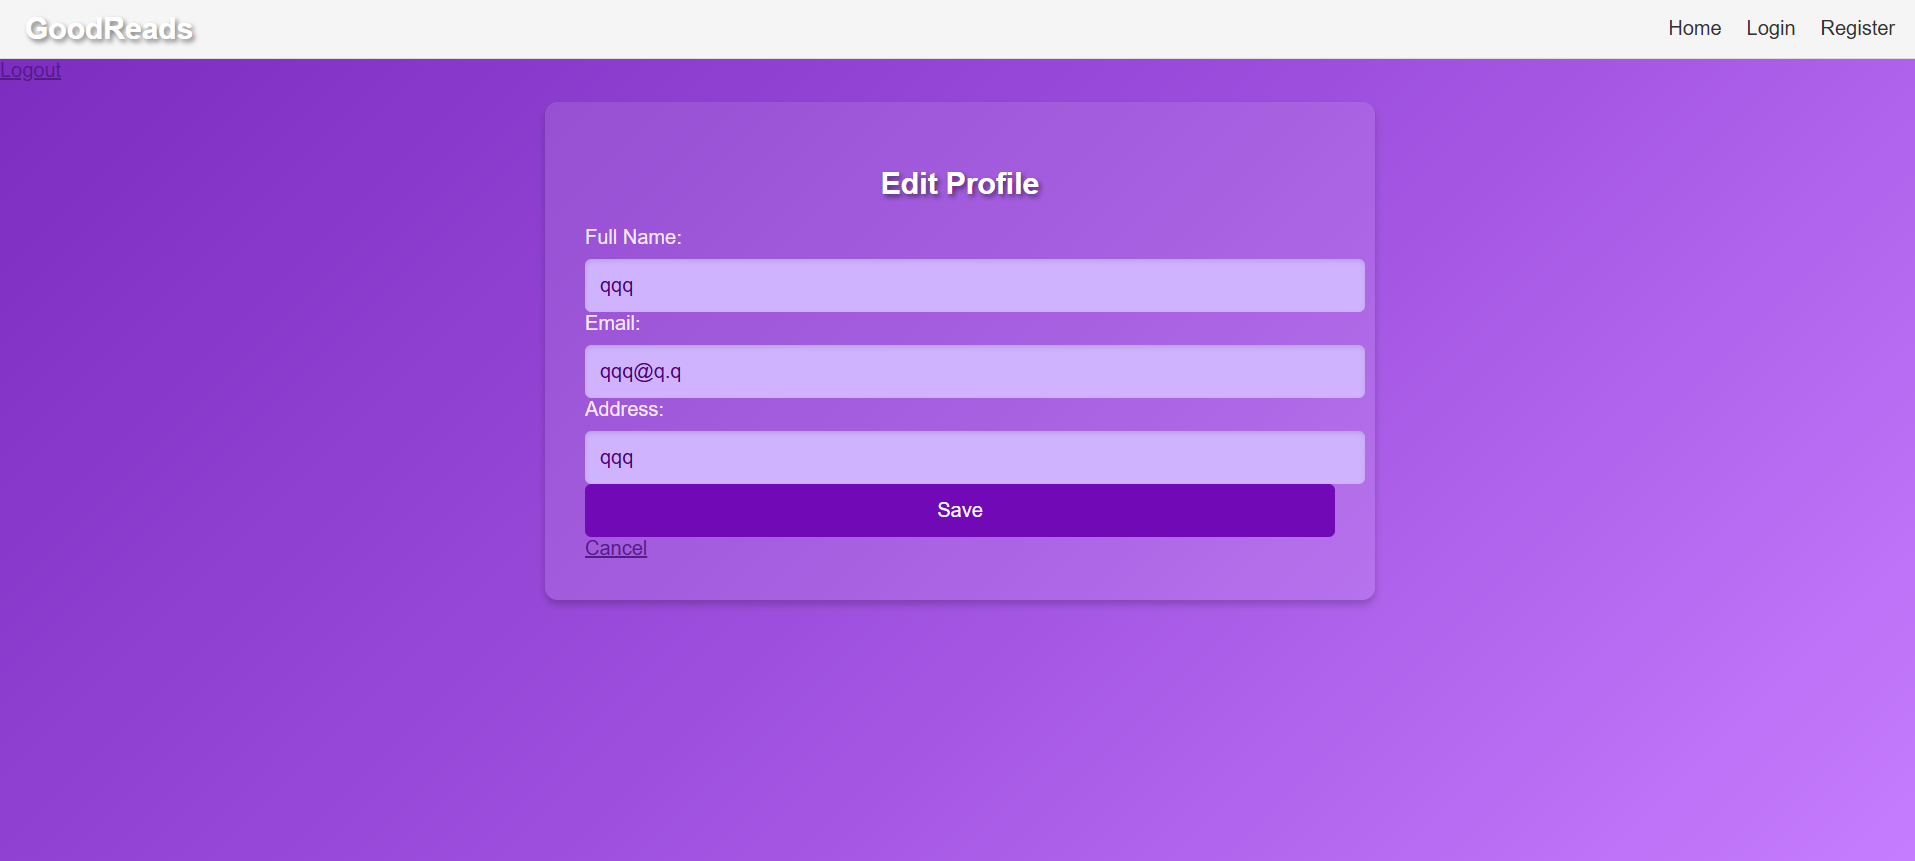 GoodReads Home Login Register
Logout
Edit Profile
Full Name:
qqq
Email:
qqq@q.q
Address:
qqq
Save
Cancel